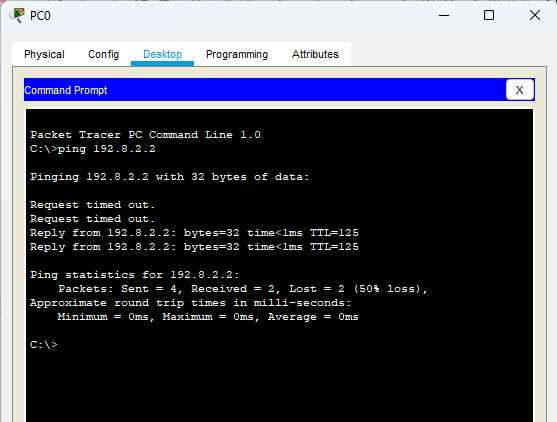 PC0
Physical Config Desktop Programming Attributes
Command Prompt X
Packet Tracer PC Command Line 1.0
C:\>ping 192.8.2.2
Pinging 192.8.2.2 with 32 bytes of data:
Request timed out.
Request timed out.
Reply from 192.8.2.2: bytes=32 time<1ms TTL=125
Reply from 192.8.2.2: bytes=32 time<1ms TTL=125
Ping statistics for 192.8.2.2:
Packets: Sent = 4, Received = 2, Lost = 2 (50% loss),
Approximate round trip times in milli-seconds:
Minimum = 0ms, Maximum = 0ms, Average = 0ms
C:\>